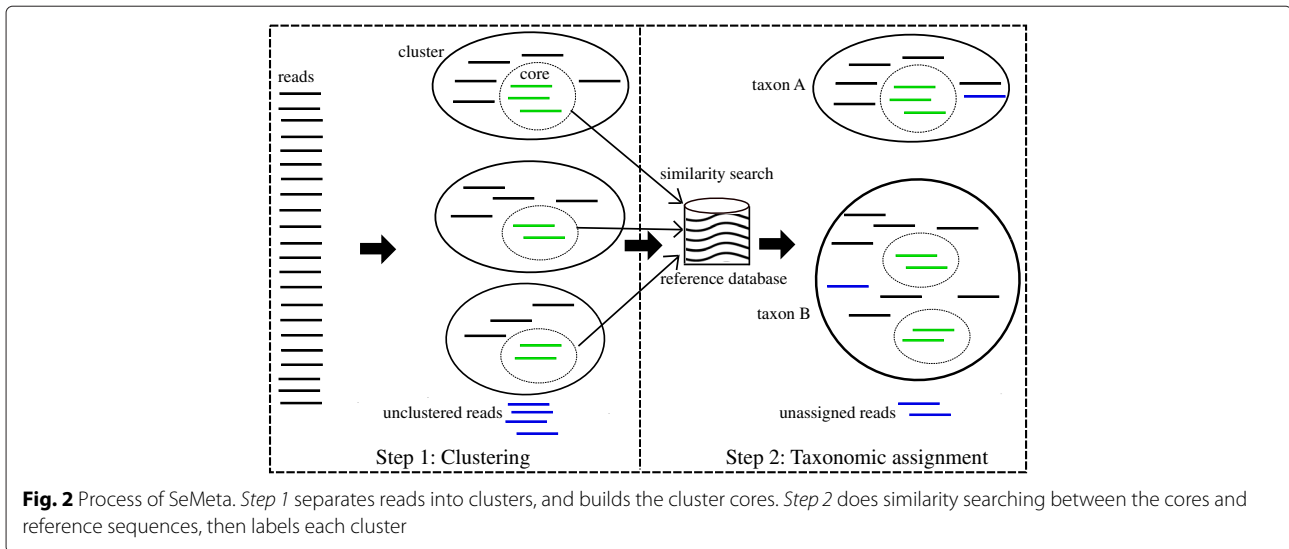 cluster
reads
core
taxon A
similarity search
reference database
taxon B
unclustered reads
unassigned reads
Step 1: Clustering
Step 2: Taxonomic assignment
Fig. 2 Process of SeMeta. Step 1 separates reads into clusters, and builds the cluster cores. Step 2 does similarity searching between the cores and
reference sequences, then labels each cluster